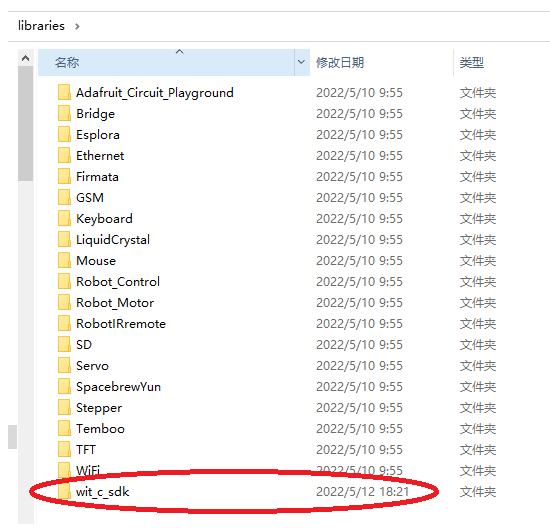 libraries
名称 修改日期 类型
Adafruit_Circuit_Playground 2022/5/10 9:55 文件夹
Bridge 2022/5/10 9:55 文件夹
Esplora 2022/5/10 9:55 文件夹
Ethernet 2022/5/10 9:55 文件夹
Firmata 2022/5/10 9:55 文件夹
GSM 2022/5/10 9:55 文件夹
Keyboard 2022/5/10 9:55 文件夹
LiquidCrystal 2022/5/10 9:55 文件夹
Mouse 2022/5/10 9:55 文件夹
Robot_Control 2022/5/10 9:55 文件夹
Robot_Motor 2022/5/10 9:55 文件夹
RobotIRremote 2022/5/10 9:55 文件夹
SD 2022/5/10 9:55 文件夹
Servo 2022/5/10 9:55 文件夹
SpacebrewYun 2022/5/10 9:55 文件夹
Stepper 2022/5/10 9:55 文件夹
Temboo 2022/5/10 9:55 文件夹
TFT 2022/5/10 9:55 文件夹
WiFi 2022/5/10 9:55 文件夹
wit_c_sdk 2022/5/12 18:21 文件夹